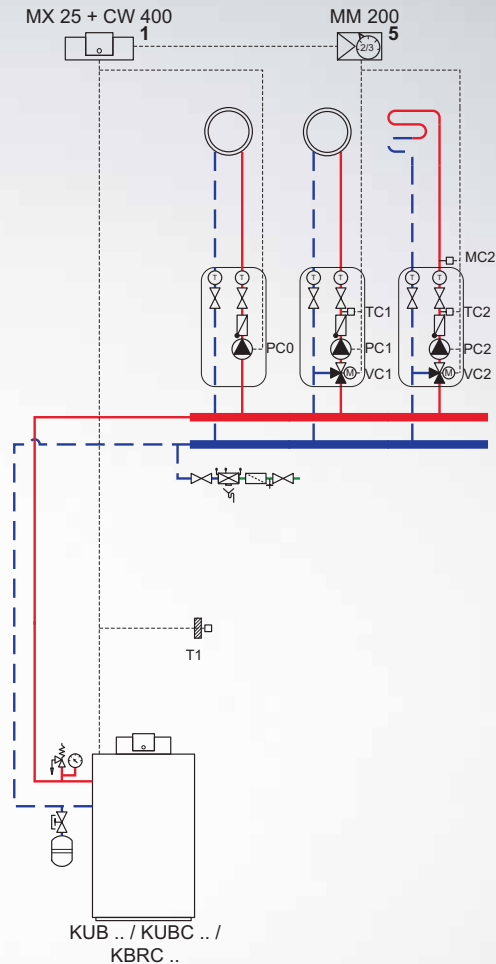 MX 25 + CW 400
1
MM 200
5
2/3
T
T
T
T
T
T
MC2
TC1
TC2
PC0
PC1
PC2
M
VC1
M
VC2
T1
KUB .. / KUBC .. /
KBRC ..